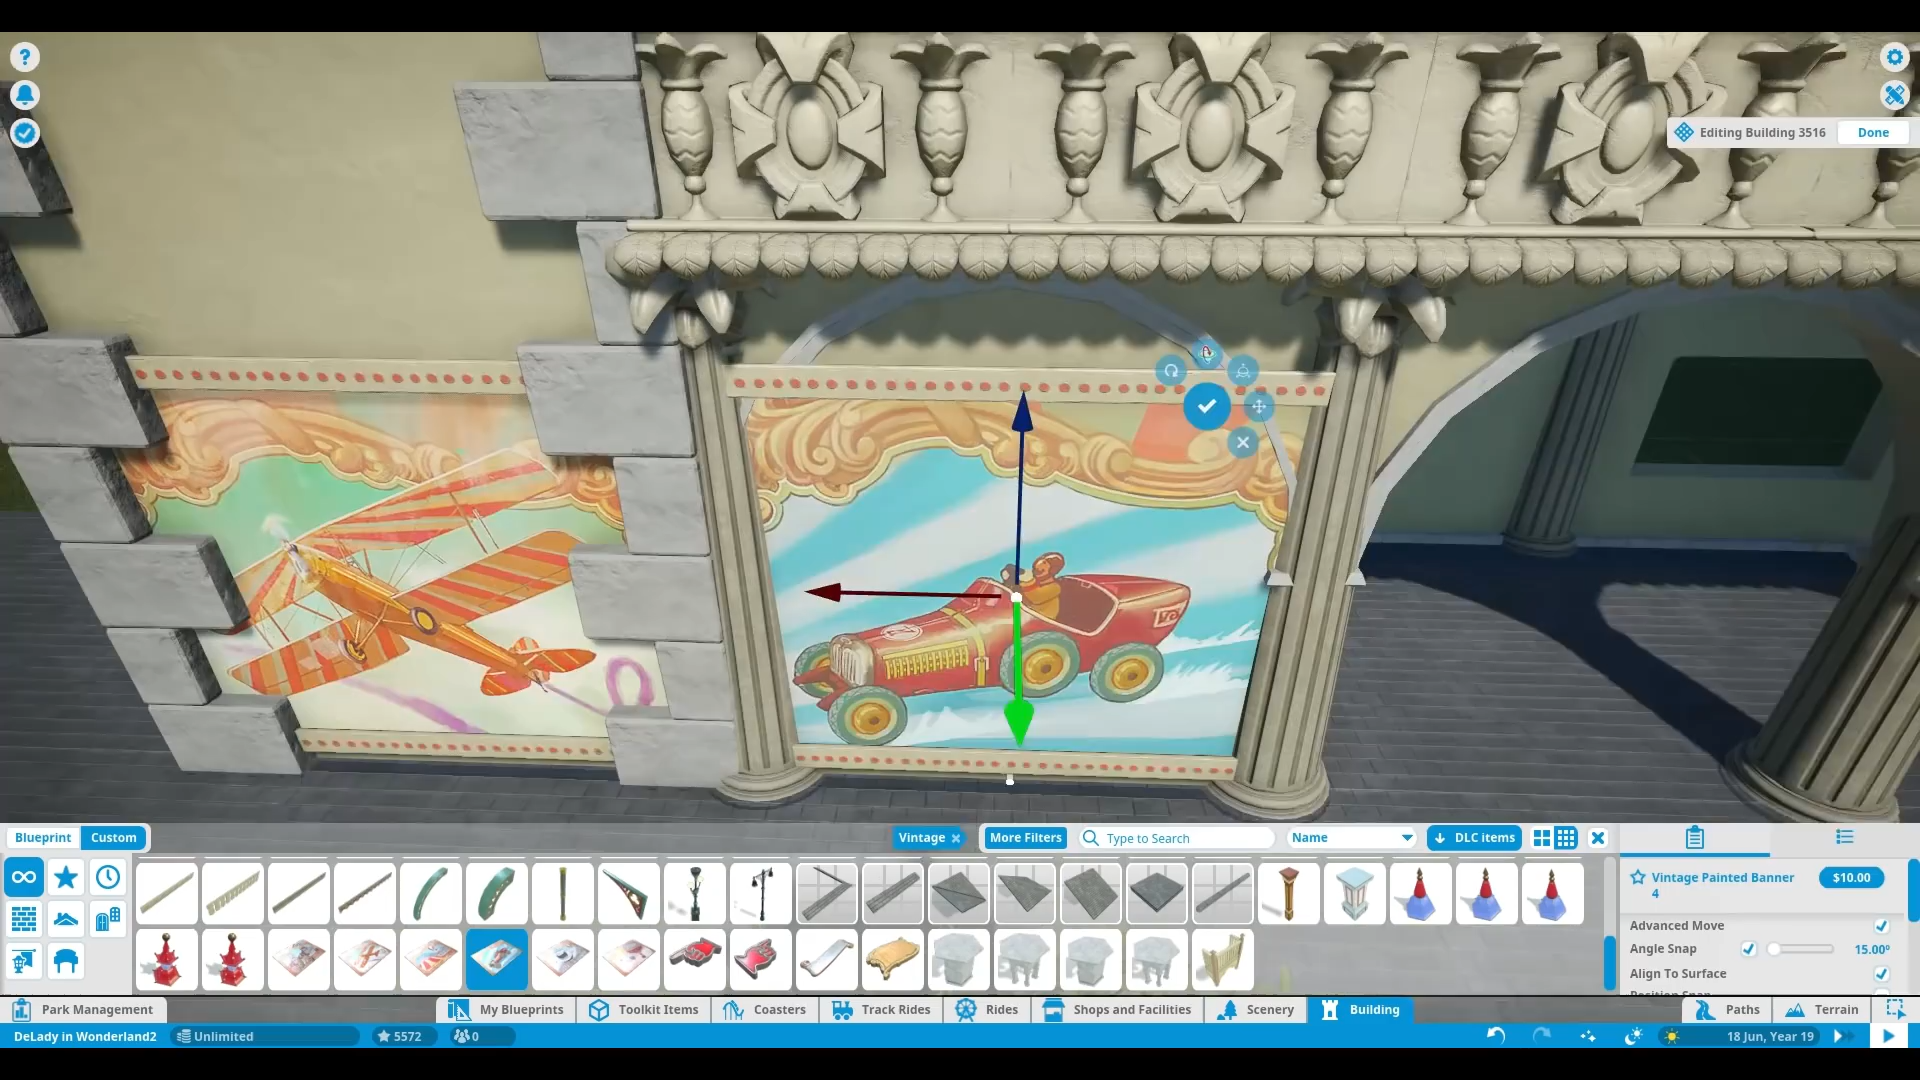 Editing Building 3516
Done
Blueprint
Custom
Vintage
More Filters
Type to Search
Name
DLC items
Vintage Painted Banner
4
$10.00
Advanced Move
Angle Snap
15.00º
Align To Surface
Park Management
My Blueprints
Toolkit Items
Coasters
Track Rides
Rides
Shops and Facilities
Scenery
Building
Paths
Terrain
DeLady in Wonderland2
Unlimited
5572
0
18 Jun, Year 19